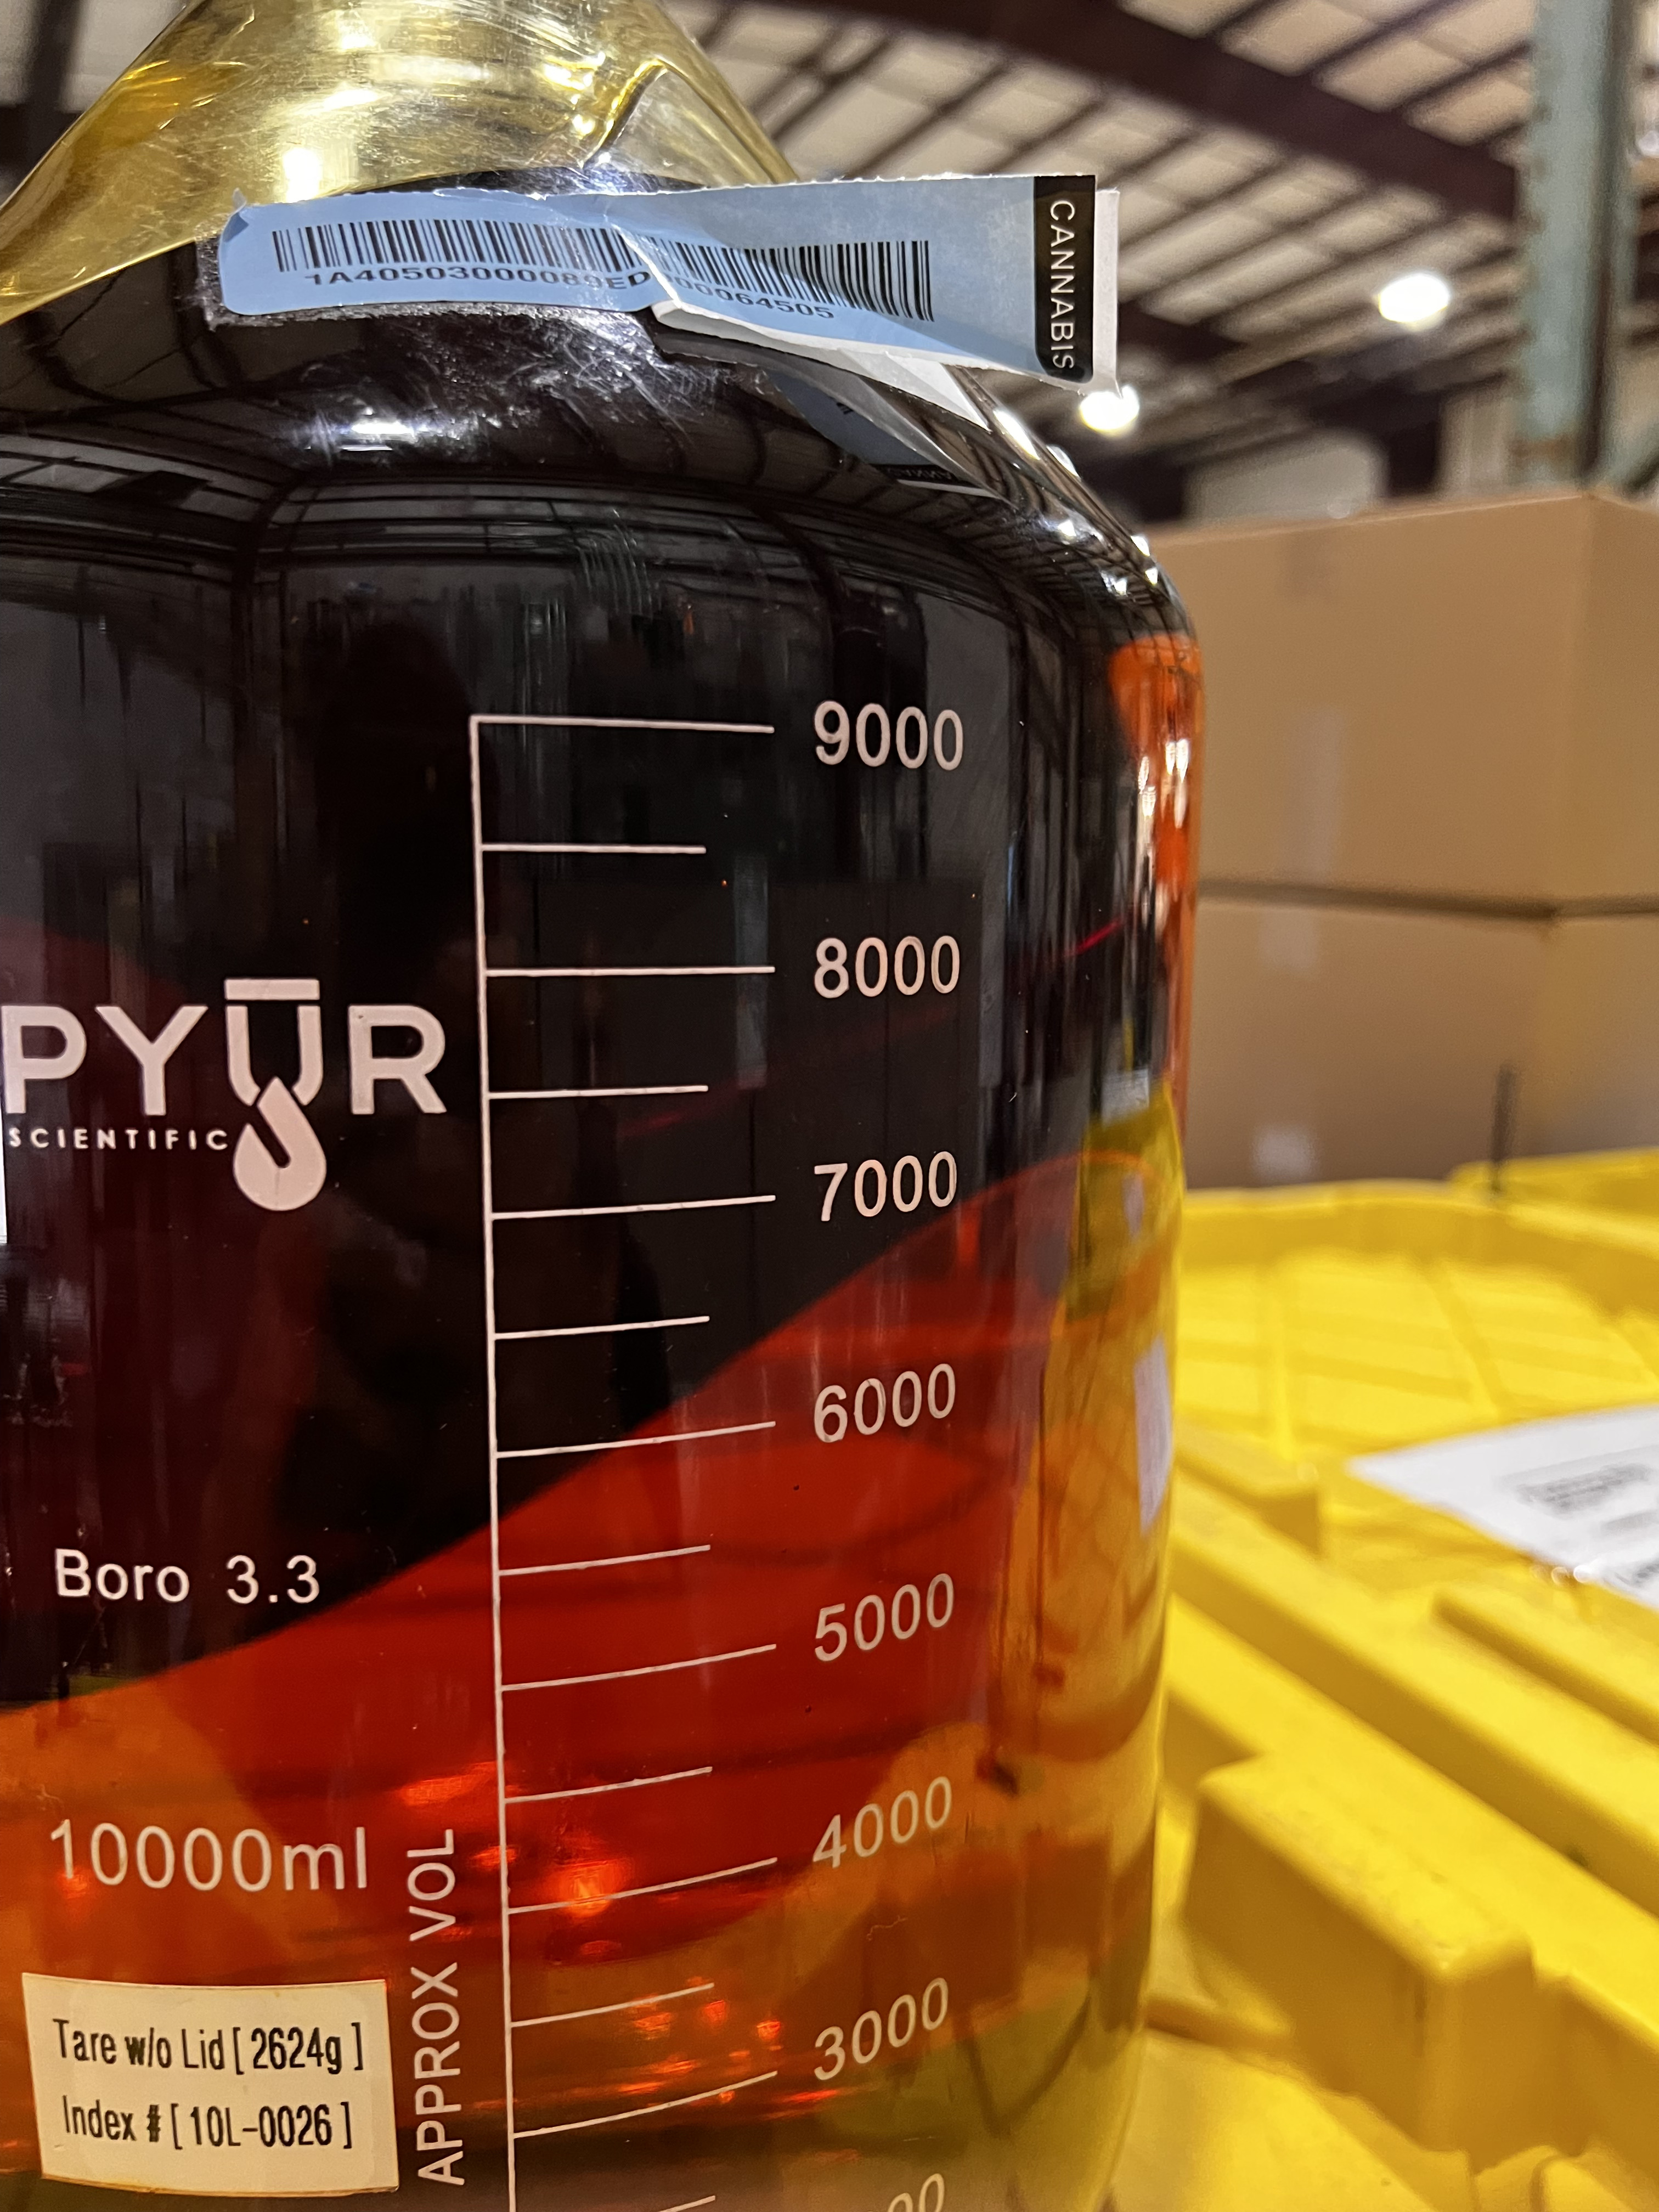 CANNABIS
9000
8000
PYŪR
SCIENTIFIC
7000
6000
Boro 3.3
5000
10000ml
4000
APPROX VOL
3000
Tare w/o Lid [ 2624g ]
Index # [ 10L-0026 ]